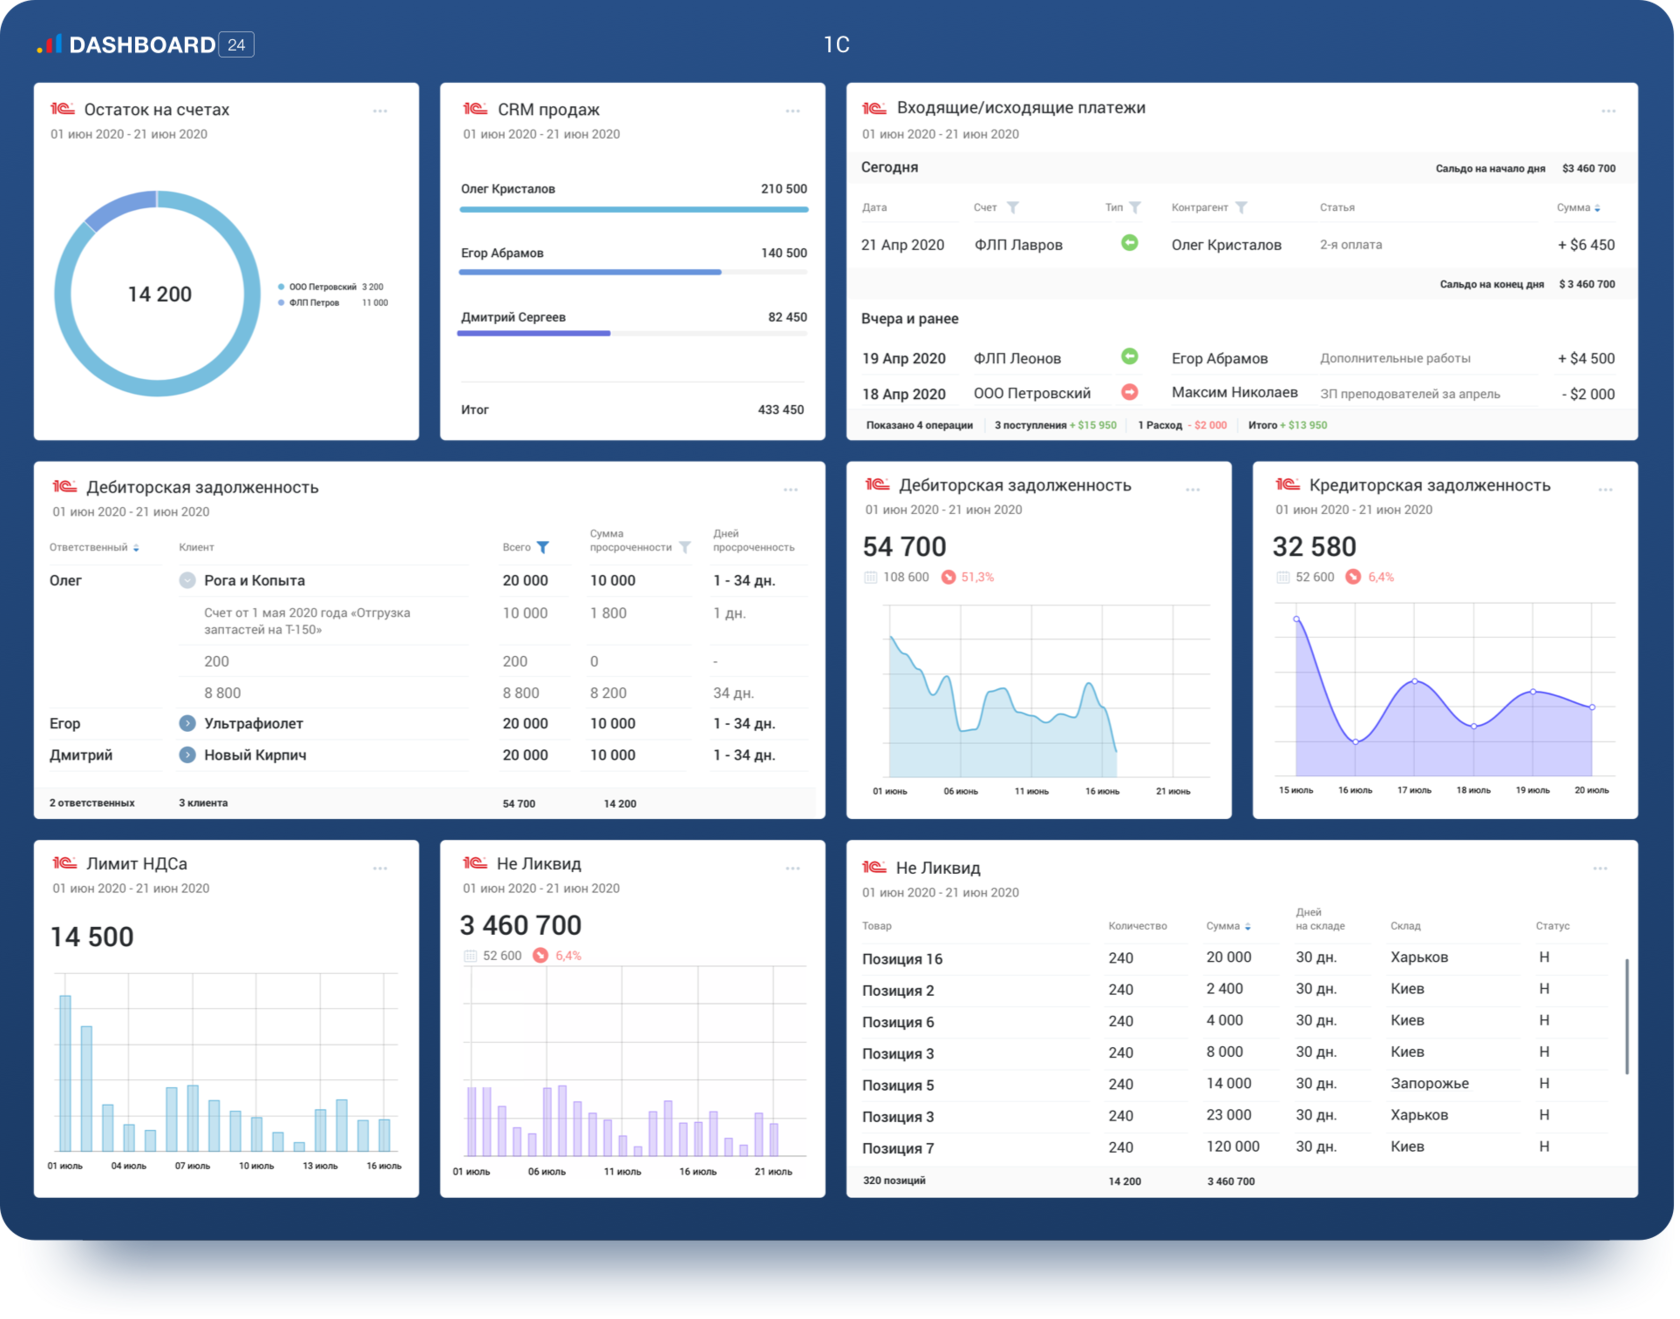 DASHBOARD 24
1C
1С Остаток на счетах
01 июн 2020 - 21 июн 2020
14 200
ООО Петровский 3 200
ФЛП Петров 11 000
1С CRM продаж
01 июн 2020 - 21 июн 2020
Олег Кристалов 210 500
Егор Абрамов 140 500
Дмитрий Сергеев 82 450
Итог 433 450
1С Входящие/исходящие платежи
01 июн 2020 - 21 июн 2020
Сегодня Сальдо на начало дня $3 460 700
Дата Счет Тип Контрагент Статья Сумма
21 Апр 2020 ФЛП Лавров Олег Кристалов 2-я оплата + $6 450
Сальдо на конец дня $ 3 460 700
Вчера и ранее
19 Апр 2020 ФЛП Леонов Егор Абрамов Дополнительные работы + $4 500
18 Апр 2020 ООО Петровский Максим Николаев ЗП преподователей за апрель - $2 000
Показано 4 операции 3 поступления + $15 950 1 Расход - $2 000 Итого + $13 950
1С Дебиторская задолженность
01 июн 2020 - 21 июн 2020
Ответственный Клиент Всего Сумма просроченности Дней просроченность
Олег Рога и Копыта 20 000 10 000 1 - 34 дн.
Счет от 1 мая 2020 года «Отгрузка 10 000 1 800 1 дн.
заптастей на Т-150»
200 200 0 -
8 800 8 800 8 200 34 дн.
Егор Ультрафиолет 20 000 10 000 1 - 34 дн.
Дмитрий Новый Кирпич 20 000 10 000 1 - 34 дн.
2 ответственных 3 клиента 54 700 14 200
1С Дебиторская задолженность
01 июн 2020 - 21 июн 2020
54 700
108 600 51,3%
01 июнь 06 июнь 11 июнь 16 июнь 21 июнь
1С Кредиторская задолженность
01 июн 2020 - 21 июн 2020
32 580
52 600 6,4%
15 июль 16 июль 17 июль 18 июль 19 июль 20 июль
1С Лимит НДСа
01 июн 2020 - 21 июн 2020
14 500
01 июль 04 июль 07 июль 10 июль 13 июль 16 июль
1С Не Ликвид
01 июн 2020 - 21 июн 2020
3 460 700
52 600 6,4%
01 июль 06 июль 11 июль 16 июль 21 июль
1С Не Ликвид
01 июн 2020 - 21 июн 2020
Товар Количество Сумма Дней на складе Склад Статус
Позиция 16 240 20 000 30 дн. Харьков Н
Позиция 2 240 2 400 30 дн. Киев Н
Позиция 6 240 4 000 30 дн. Киев Н
Позиция 3 240 8 000 30 дн. Киев Н
Позиция 5 240 14 000 30 дн. Запорожье Н
Позиция 3 240 23 000 30 дн. Харьков Н
Позиция 7 240 120 000 30 дн. Киев Н
320 позиций 14 200 3 460 700